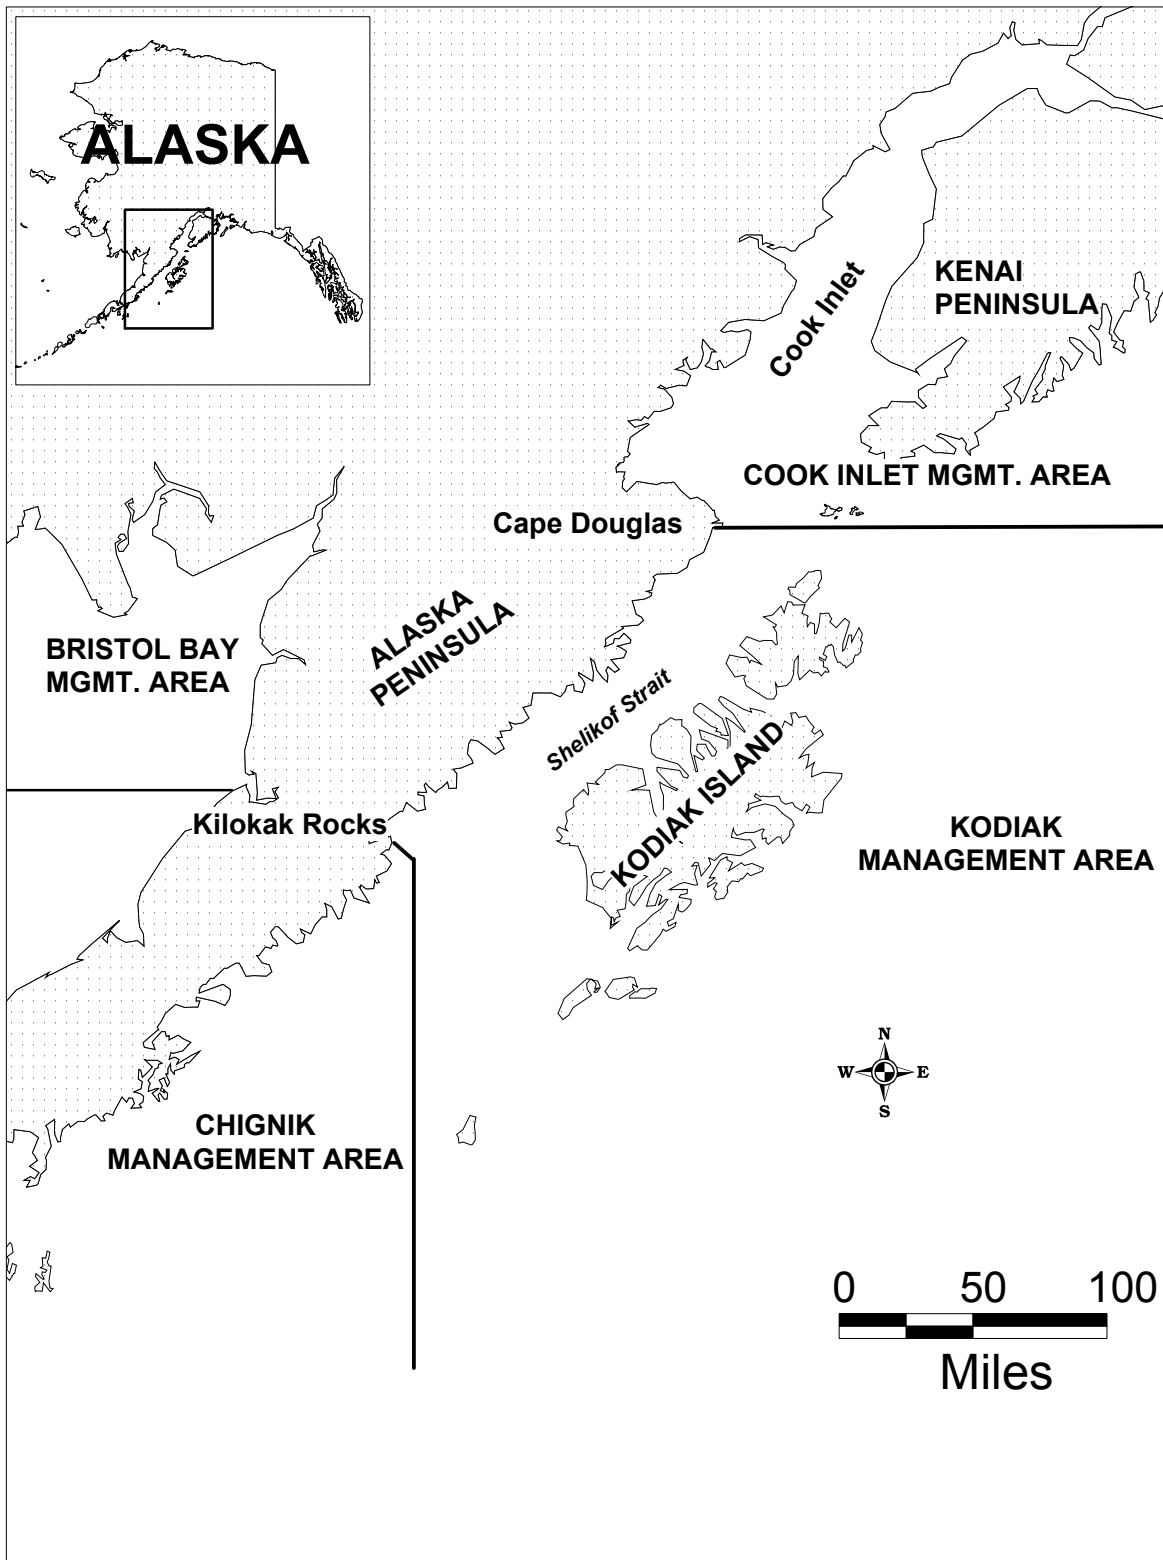 ALASKA
KENAI
PENINSULA
Cook Inlet
COOK INLET MGMT. AREA
Cape Douglas
ALASKA
PENINSULA
BRISTOL BAY
MGMT. AREA
Shelikof Strait
KODIAK ISLAND
Kilokak Rocks
KODIAK
MANAGEMENT AREA
N
W E
S
CHIGNIK
MANAGEMENT AREA
0 50 100
Miles